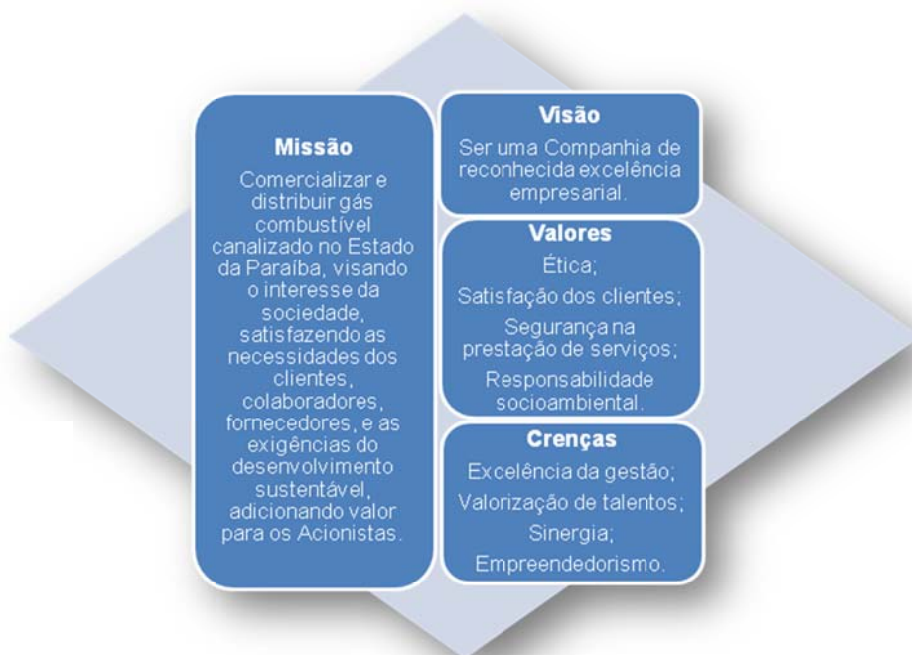 Missão
Comercializar e
distribuir gás
combustível
canalizado no Estado
da Paraíba, visando
o interesse da
sociedade,
satisfazendo as
necessidades dos
clientes,
colaboradores,
fornecedores, e as
exigências do
desenvolvimento
sustentável,
adicionando valor
para os Acionistas.
Visão
Ser uma Companhia de
reconhecida excelência
empresarial.
Valores
Ética;
Satisfação dos clientes;
Segurança na
prestação de serviços;
Responsabilidade
socioambiental.
Crenças
Excelência da gestão;
Valorização de talentos;
Sinergia;
Empreendedorismo.